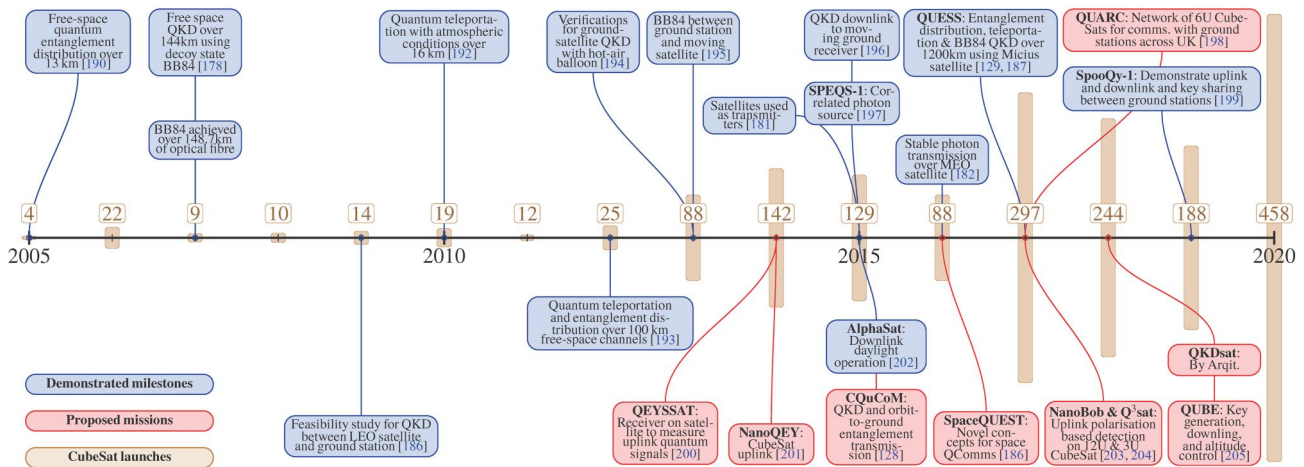 Free-space
quantum
entanglement
distribution over
13 km [190]
Free space
QKD over
144km using
decoy state
BB84 [178]
BB84 achieved
over 148.7km
of optical fibre
Quantum teleporta-
tion with atmospheric
conditions over
16 km [192]
Verifications
for ground-
satellite QKD
with hot-air
balloon [194]
BB84 between
ground station
and moving
satellite [195]
QKD downlink
to mov-
ing ground
receiver [196]
SPEQS-1: Cor-
related photon
source [197]
Satellites used
as transmit-
ters [181]
QUESS: Entanglement
distribution, teleporta-
tion & BB84 QKD over
1200km using Micius
satellite [129, 187]
Stable photon
transmission
over MEO
satellite [182]
QUARC: Network of 6U Cube-
Sats for comms. with ground
stations across UK [198]
SpooQy-1: Demonstrate uplink
and downlink and key sharing
between ground stations [199]
4 22 9 10 14 19 12 25 88 142 129 88 297 244 188 458
2005 2010 2015 2020
Feasibility study for QKD
between LEO satellite
and ground station [186]
Quantum teleportation
and entanglement dis-
tribution over 100 km
free-space channels [193]
QEYSSAT:
Receiver on satel-
lite to measure
uplink quantum
signals [200]
NanoQEY:
CubeSat
uplink [201]
AlphaSat:
Downlink
daylight
operation [202]
CQuCoM:
QKD and orbit-
to-ground
entanglement
transmis-
sion [128]
SpaceQUEST:
Novel con-
cepts for space
QComms [186]
NanoBob & Q³sat:
Uplink polarisation
based detection
on 12U & 3U
CubeSat [203, 204]
QKDsat:
By Arqit.
QUBE: Key
generation,
downling,
and altitude
control [205]
Demonstrated milestones
Proposed missions
CubeSat launches